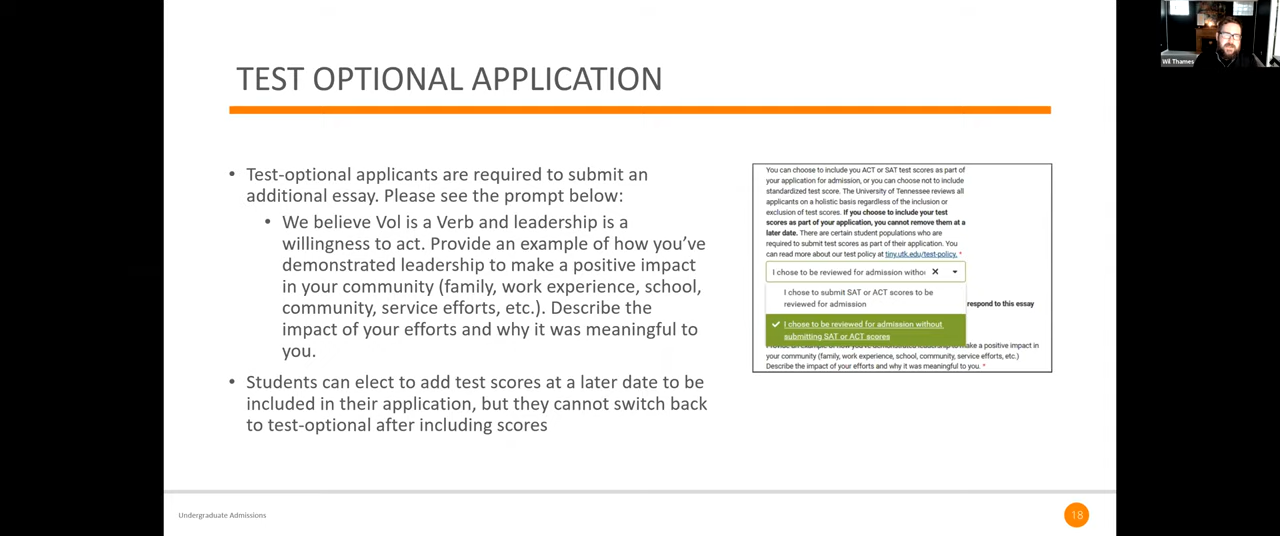 TEST OPTIONAL APPLICATION
Wil Thames
• Test-optional applicants are required to submit an
additional essay. Please see the prompt below:
• We believe Vol is a Verb and leadership is a
willingness to act. Provide an example of how you've
demonstrated leadership to make a positive impact
in your community (family, work experience, school,
community, service efforts, etc.). Describe the
impact of your efforts and why it was meaningful to
you.
• Students can elect to add test scores at a later date to be
included in their application, but they cannot switch back
to test-optional after including scores
You can choose to include you ACT or SAT test scores as part of
your application for admission, or you can choose not to include
standardized test score. The University of Tennessee reviews all
applicants on a holistic basis regardless of the inclusion or
exclusion of test scores. If you choose to include your test
scores as part of your application, you cannot remove them at a
later date. There are certain student populations who are
required to submit test scores as part of their application. You
can read more about our test policy at tiny.utk.edu/test-policy. *
I chose to be reviewed for admission withou
I chose to submit SAT or ACT scores to be
reviewed for admission
respond to this essay
I chose to be reviewed for admission without
submitting SAT or ACT scores
make a positive impact in
your community (family, work experience, school, community, service efforts, etc.)
Describe the impact of your efforts and why it was meaningful to you. *
Undergraduate Admissions
18